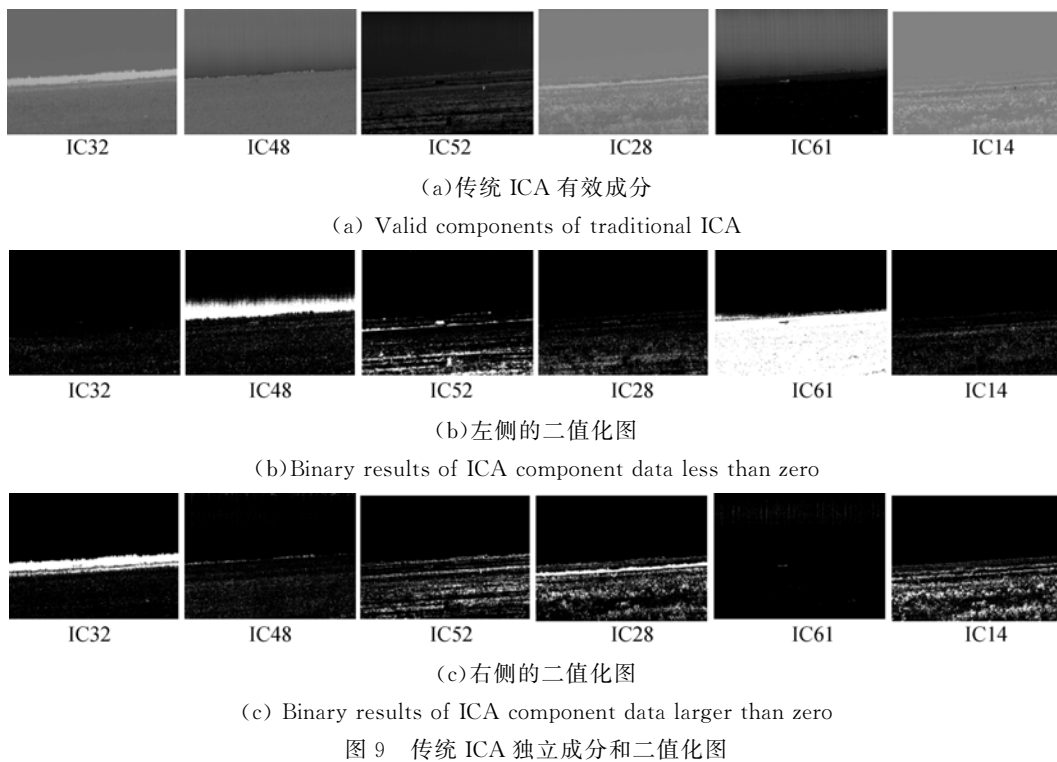 IC32 IC48 IC52 IC28 IC61 IC14
(a)传统 ICA 有效成分
(a) Valid components of traditional ICA
IC32 IC48 IC52 IC28 IC61 IC14
(b)左侧的二值化图
(b)Binary results of ICA component data less than zero
IC32 IC48 IC52 IC28 IC61 IC14
(c)右侧的二值化图
(c) Binary results of ICA component data larger than zero
图 9 传统 ICA 独立成分和二值化图